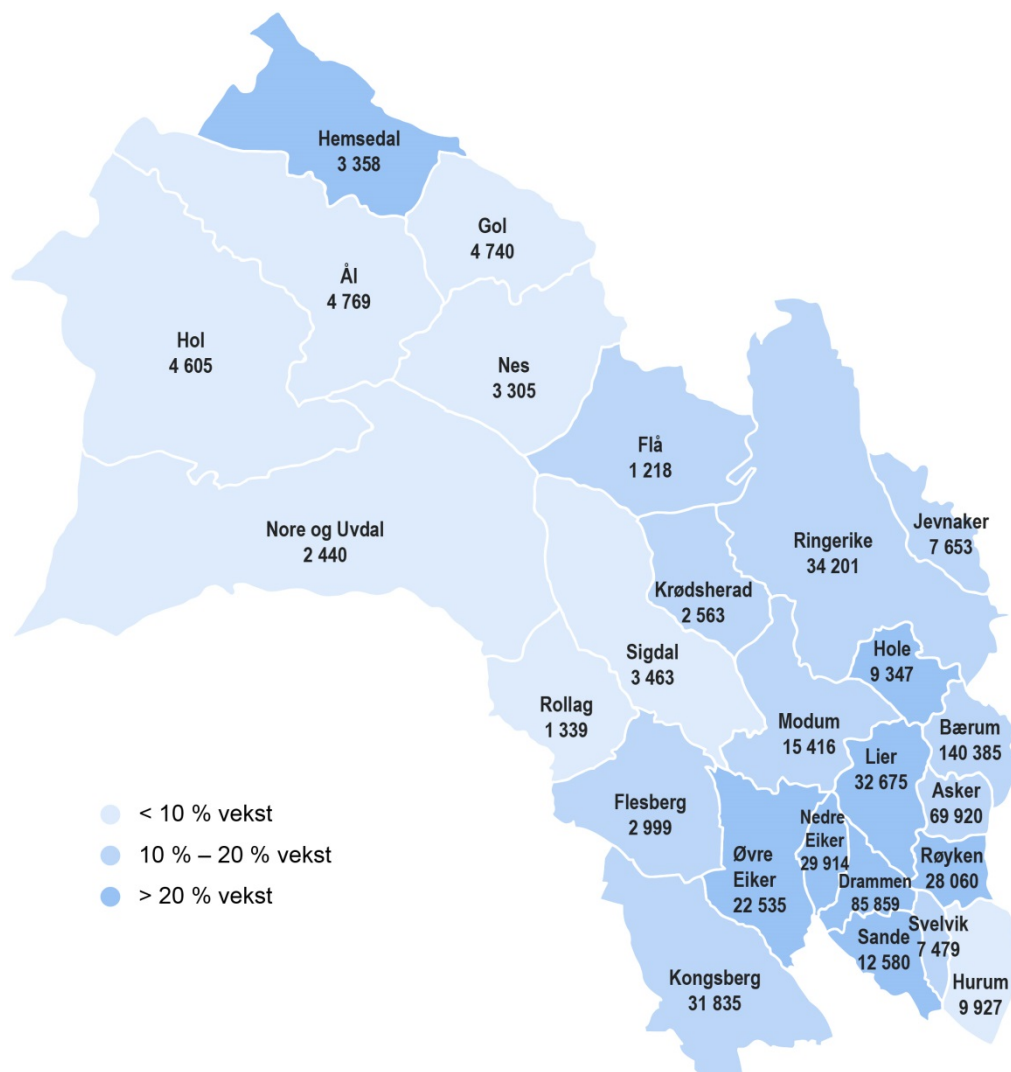 Hemsedal
3 358
Gol
4 740
Ål
4 769
Hol
4 605
Nes
3 305
Flå
1 218
Nore og Uvdal
2 440
Jevnaker
7 653
Ringerike
34 201
Krødsherad
2 563
Sigdal
3 463
Hole
9 347
Rollag
1 339
Modum
15 416
Bærum
140 385
Lier
32 675
Asker
69 920
Flesberg
2 999
Nedre
Eiker
29 914
Øvre
Eiker
22 535
Røyken
28 060
Drammen
85 859
Svelvik
7 479
Sande
12 580
Kongsberg
31 835
Hurum
9 927
< 10 % vekst
10 % – 20 % vekst
> 20 % vekst